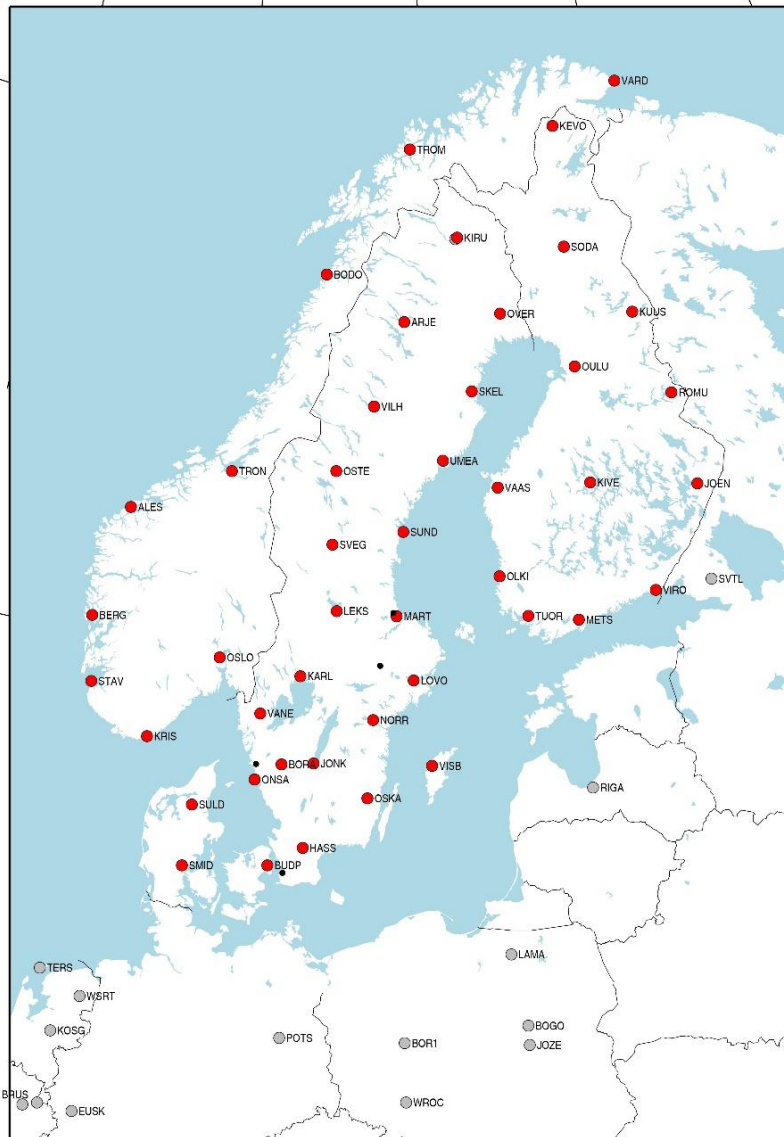 VARD
KEVO
TROM
KIRU
SODA
BODO
KUUS
OVER
ARJE
OULU
SKEL
ROMU
VILH
UMEA
TRON
OSTE
KIVE
JOEN
VAAS
ALES
SUND
SVEG
OLKI
SVTL
VIRO
LEKS
BERG
MART
TUOR
METS
OSLO
KARL
STAV
LOVO
VANE
NORR
KRIS
BORA
JONK
VISB
ONSA
RIGA
OSKA
SULD
HASS
SMID
BUDP
LAMA
TERS
WSRT
BOGO
KOSG
POTS
BOR1
JOZE
BRUS
WROC
EUSK